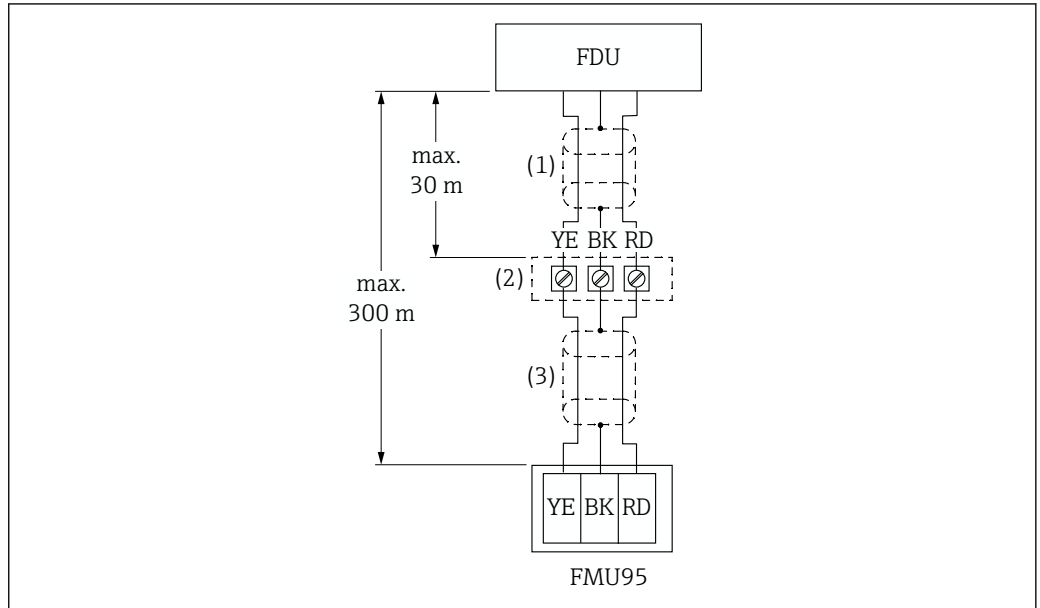 FDU
max.
30 m
(1)
YE BK RD
(2)
max.
300 m
(3)
YE BK RD
FMU95